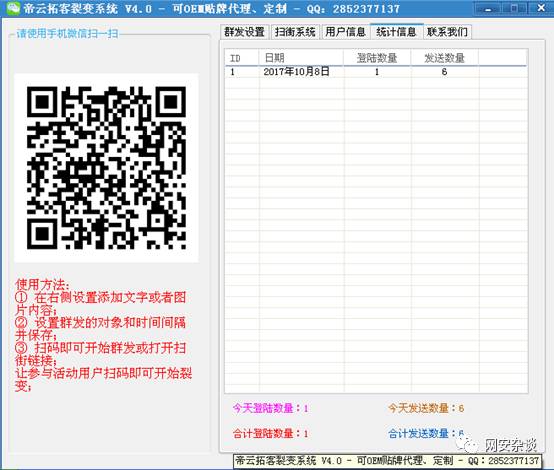 帝云拓客裂变系统 V4.0 - 可OEM贴牌代理、定制 - QQ：2852377137
请使用手机微信扫一扫
群发设置 扫街系统 用户信息 统计信息 联系我们
ID 日期 登陆数量 发送数量
1 2017年10月8日 1 6
使用方法：
① 在右侧设置添加文字或者图
片内容；
② 设置群发的对象和时间间隔
并保存；
③ 扫码即可开始群发或打开扫
街链接；
让参与活动用户扫码即可开始裂
变；
今天登陆数量：1 今天发送数量：6
合计登陆数量：1 合计发送数量：6
网安杂谈
帝云拓客裂变系统 V4.0 - 可OEM贴牌代理、定制 - QQ：2852377137